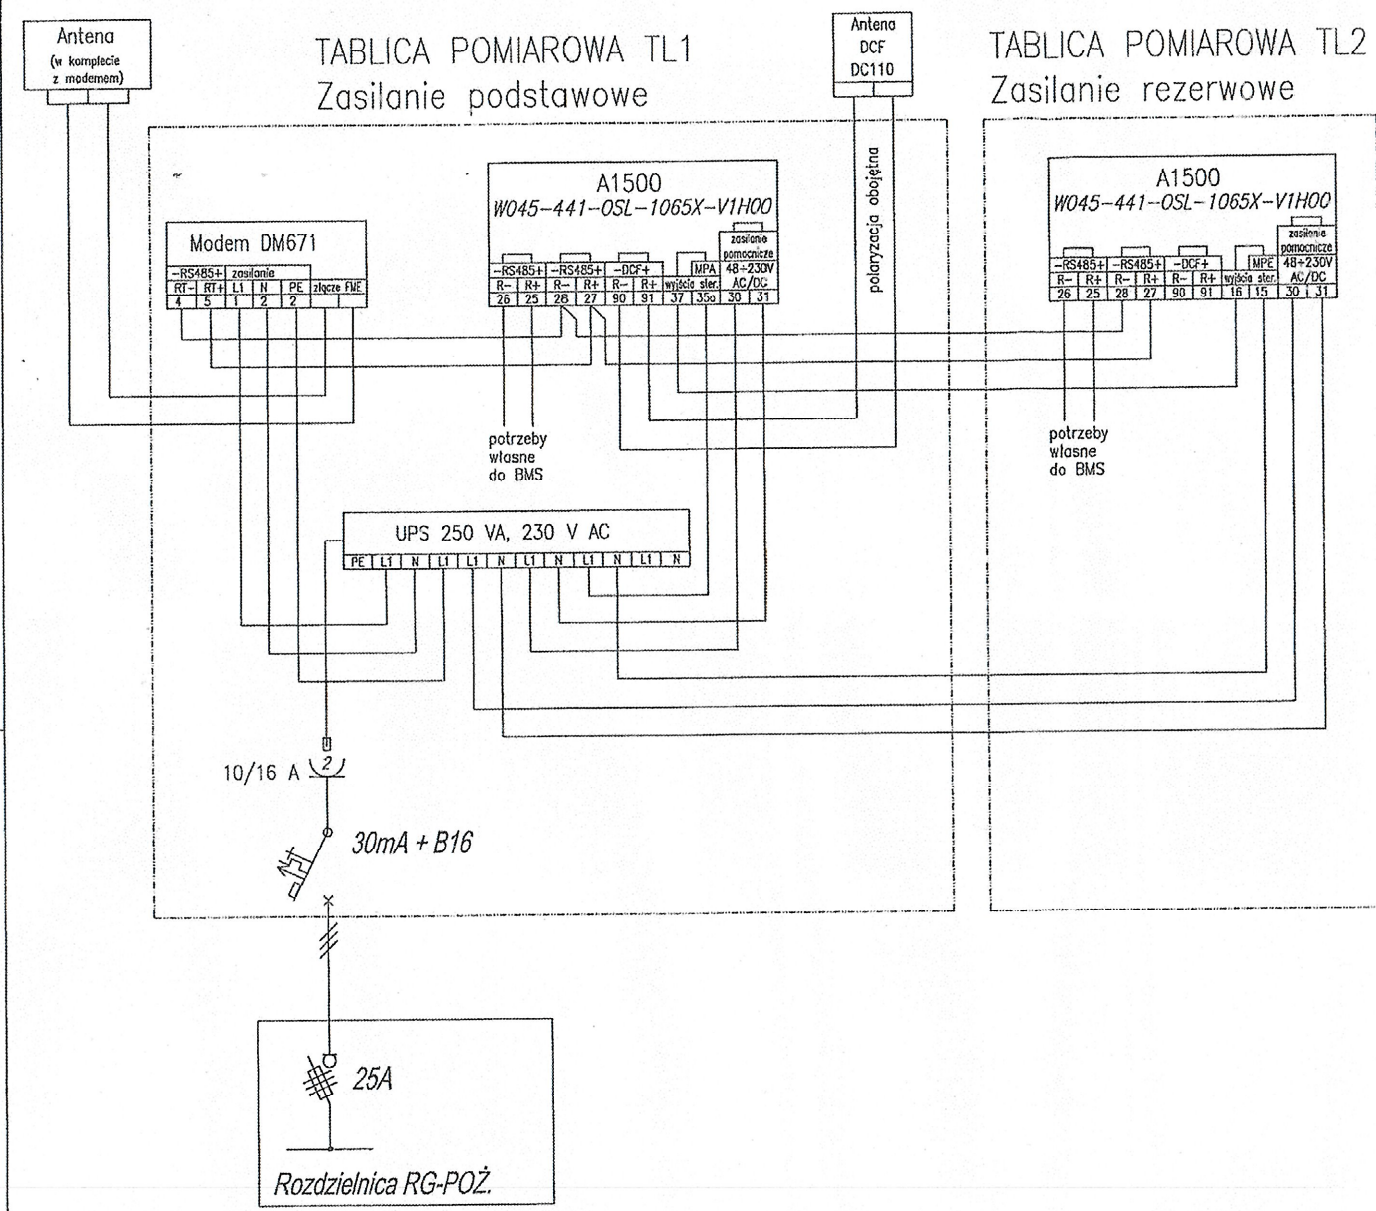 Antena
(w komplecie
z modemem)
TABLICA POMIAROWA TL1
Zasilanie podstawowe
Antena
DCF
DC110
TABLICA POMIAROWA TL2
Zasilanie rezerwowe
polaryzacja obojętna
Modem DM671
-RS485+ zasilanie
RT- RT+ L1 N PE złącze FME
4 5 1 2 2
A1500
W045-441-OSL-1065X-V1H00
zasilanie
pomocnicze
-RS485+ -RS485+ -DCF+ MPA 48÷230V
R- R+ R- R+ R- R+ wyjścia ster. AC/DC
26 25 28 27 90 91 37 35a 30 31
A1500
W045-441-OSL-1065X-V1H00
zasilanie
pomocnicze
-RS485+ -RS485+ -DCF+ MPE 48÷230V
R- R+ R- R+ R- R+ wyjścia ster. AC/DC
26 25 28 27 90 91 16 15 30 31
potrzeby
własne
do BMS
potrzeby
własne
do BMS
UPS 250 VA, 230 V AC
PE L1 N L1 L1 N L1 N L1 N L1 N
10/16 A 2
30mA + B16
25A
Rozdzielnica RG-POŻ.